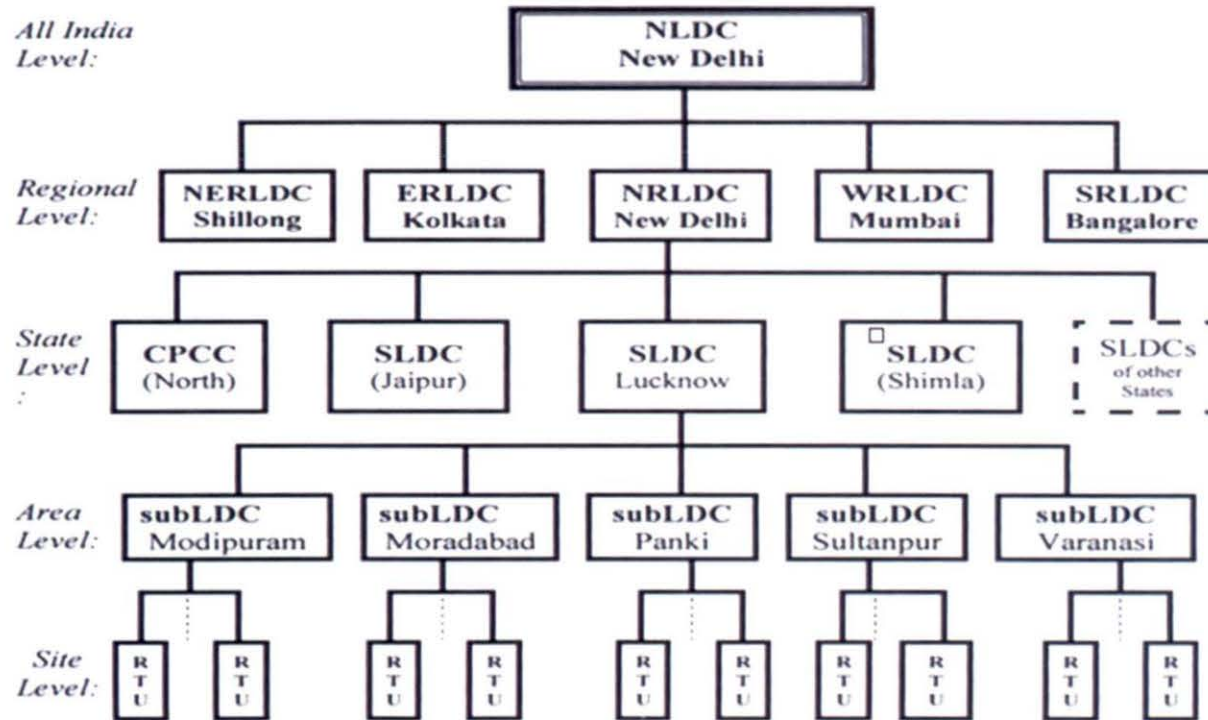 All India
Level:
NLDC
New Delhi
Regional
Level:
NERLDC
Shillong
ERLDC
Kolkata
NRLDC
New Delhi
WRLDC
Mumbai
SRLDC
Bangalore
State
Level
:
CPCC
(North)
SLDC
(Jaipur)
SLDC
Lucknow
SLDC
(Shimla)
SLDCs
of other
States
Area
Level:
subLDC
Modipuram
subLDC
Moradabad
subLDC
Panki
subLDC
Sultanpur
subLDC
Varanasi
Site
Level:
R
T
U
R
T
U
R
T
U
R
T
U
R
T
U
R
T
U
R
T
U
R
T
U
R
T
U
R
T
U